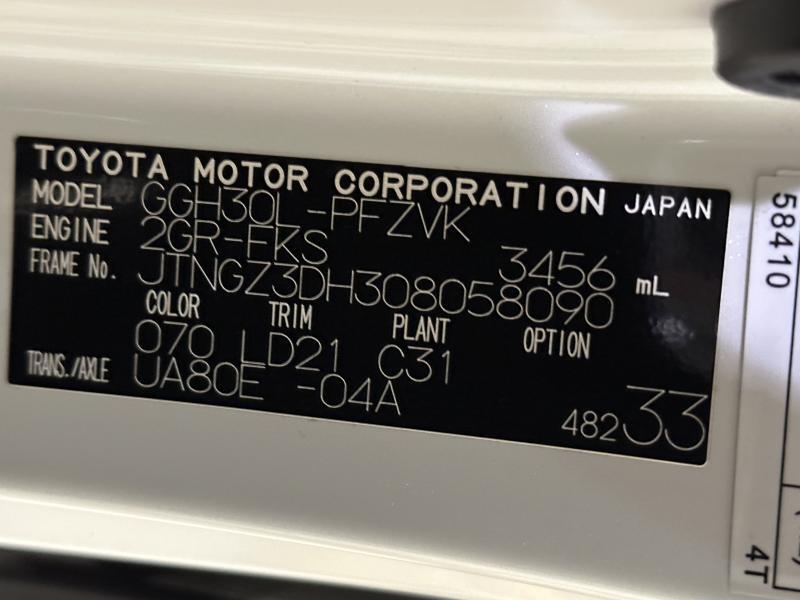 TOYOTA MOTOR CORPORATION JAPAN
MODEL GGH30L-PFZVK
ENGINE 2GR-FKS 3456 mL
FRAME No. JTNGZ3DH308058090
COLOR TRIM PLANT OPTION
070 LD21 C31
TRANS./AXLE UA80E -04A
48233
58410
4T